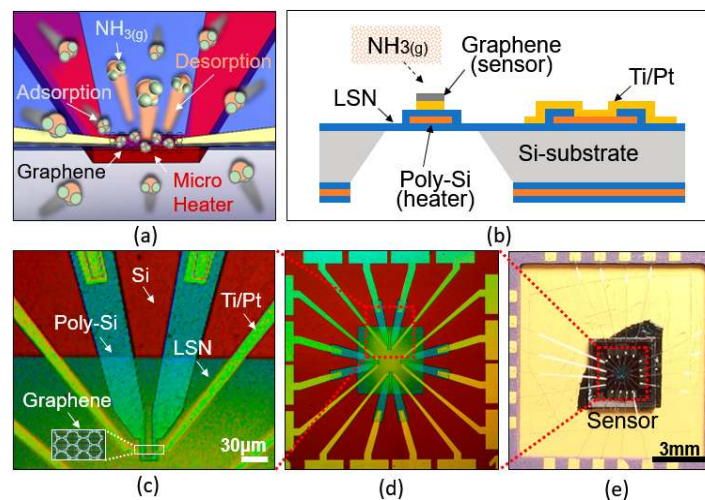 NH3(g)
Desorption
Adsorption
Graphene
Micro
Heater
(a)
NH3(g)
Graphene
(sensor)
Ti/Pt
LSN
Si-substrate
Poly-Si
(heater)
(b)
Si
Ti/Pt
Poly-Si
LSN
Graphene
30μm
(c)
(d)
Sensor
3mm
(e)